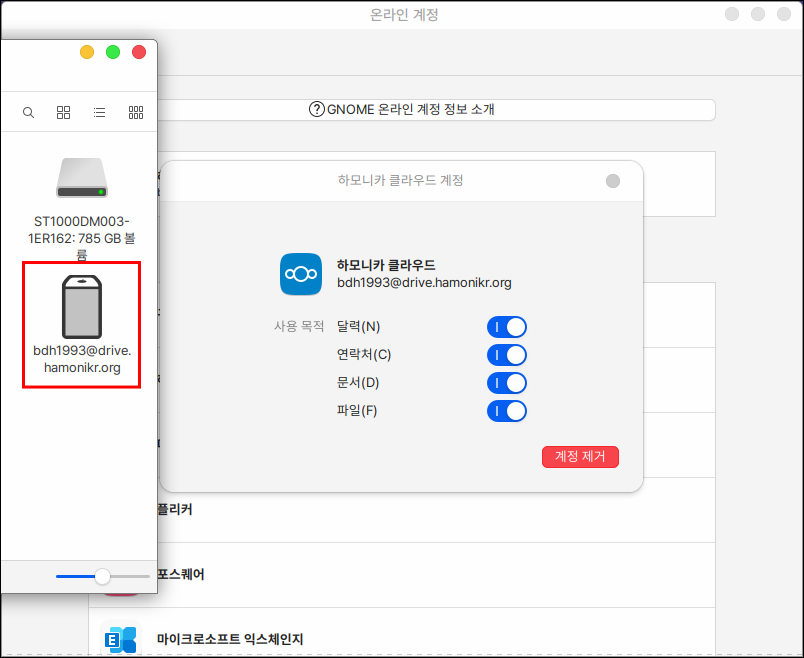 온라인 계정
GNOME 온라인 계정 정보 소개
ST1000DM003-
1ER162: 785 GB 볼
륨
bdh1993@drive.
hamonikr.org
하모니카 클라우드 계정
하모니카 클라우드
bdh1993@drive.hamonikr.org
사용 목적 달력(N)
연락처(C)
문서(D)
파일(F)
계정 제거
플리커
포스퀘어
E
마이크로소프트 익스체인지